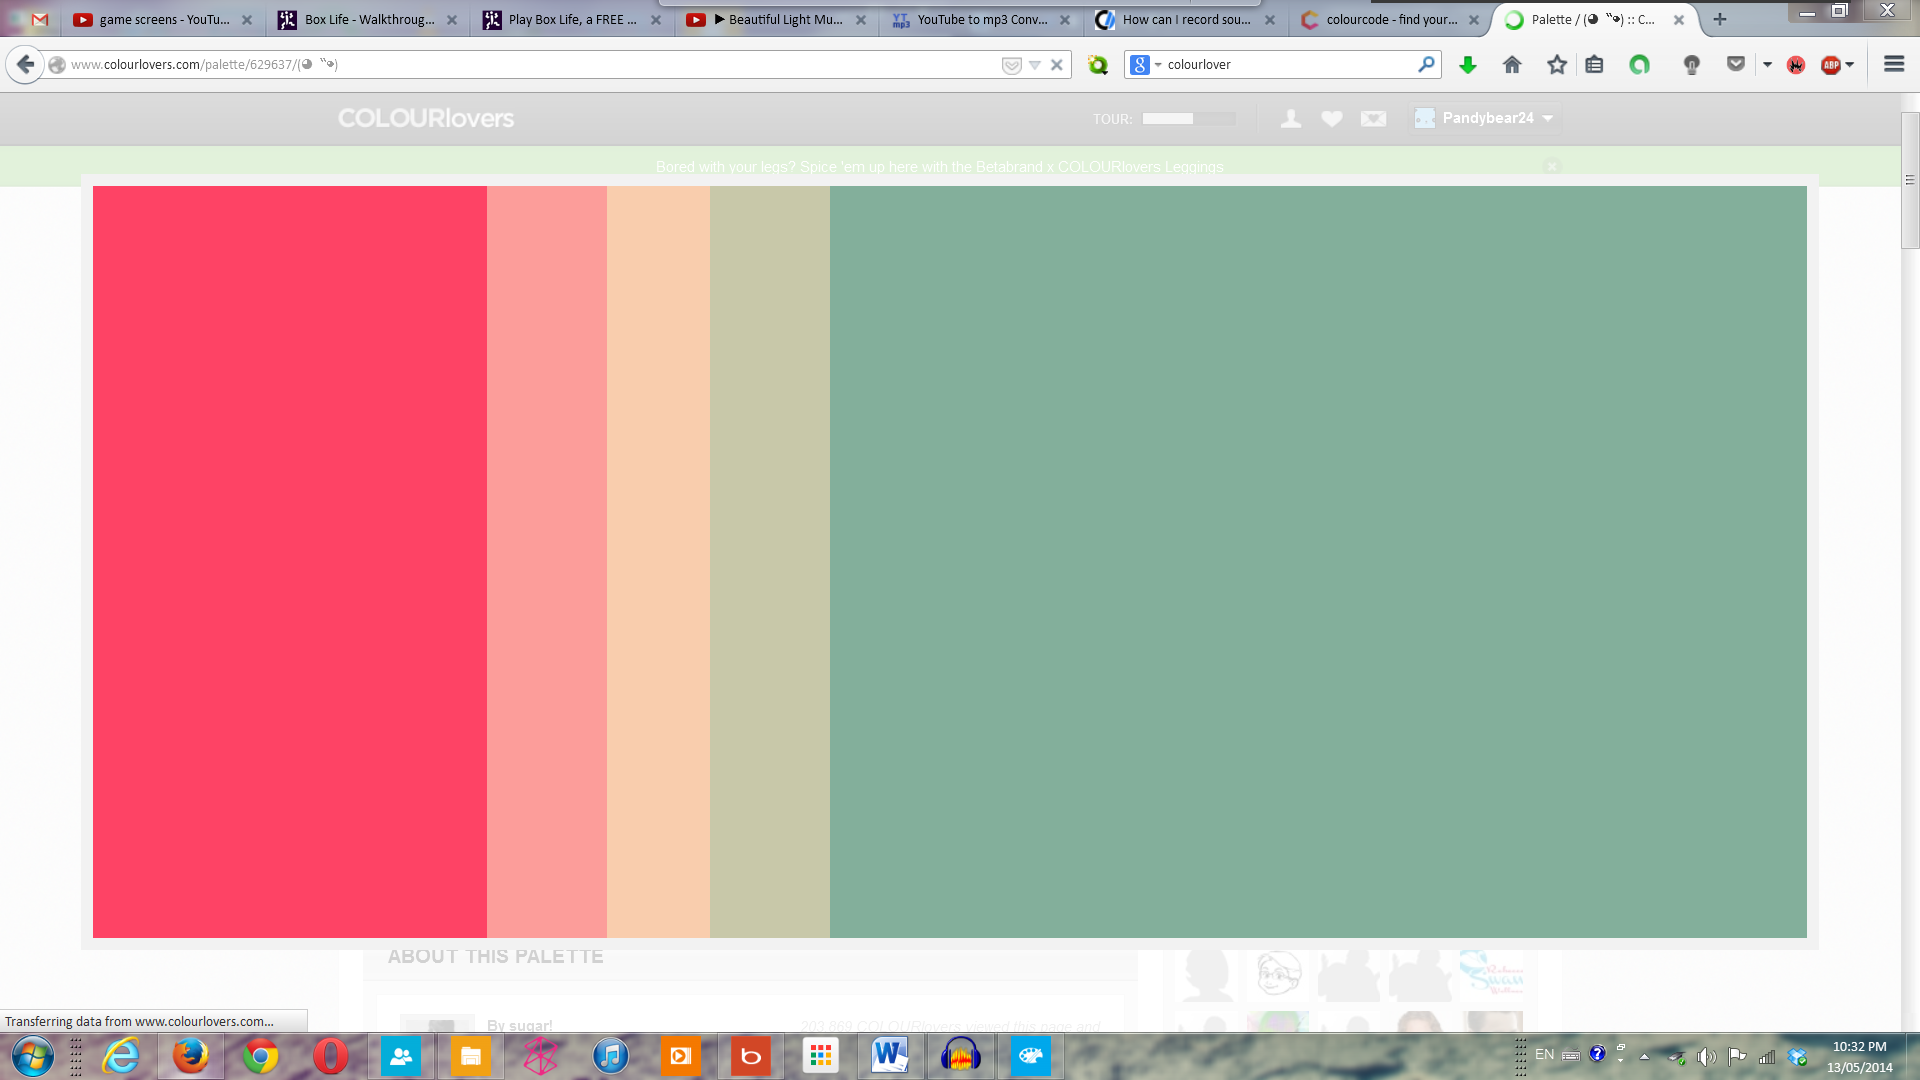 game screens - YouTu...
Box Life - Walkthroug...
Play Box Life, a FREE ...
▶ Beautiful Light Mu...
YT mp3
YouTube to mp3 Conv...
How can I record sou...
colourcode - find your...
Palette / (◕ “◕) :: C...
www.colourlovers.com/palette/629637/(◕ “◕)
colourlover
ABP
COLOURlovers
TOUR:
Pandybear24
Bored with your legs? Spice 'em up here with the Betabrand x COLOURlovers Leggings
ABOUT THIS PALETTE
By sugar!
203,869 COLOURlovers viewed this page and
Transferring data from www.colourlovers.com...
EN
10:32 PM
13/05/2014